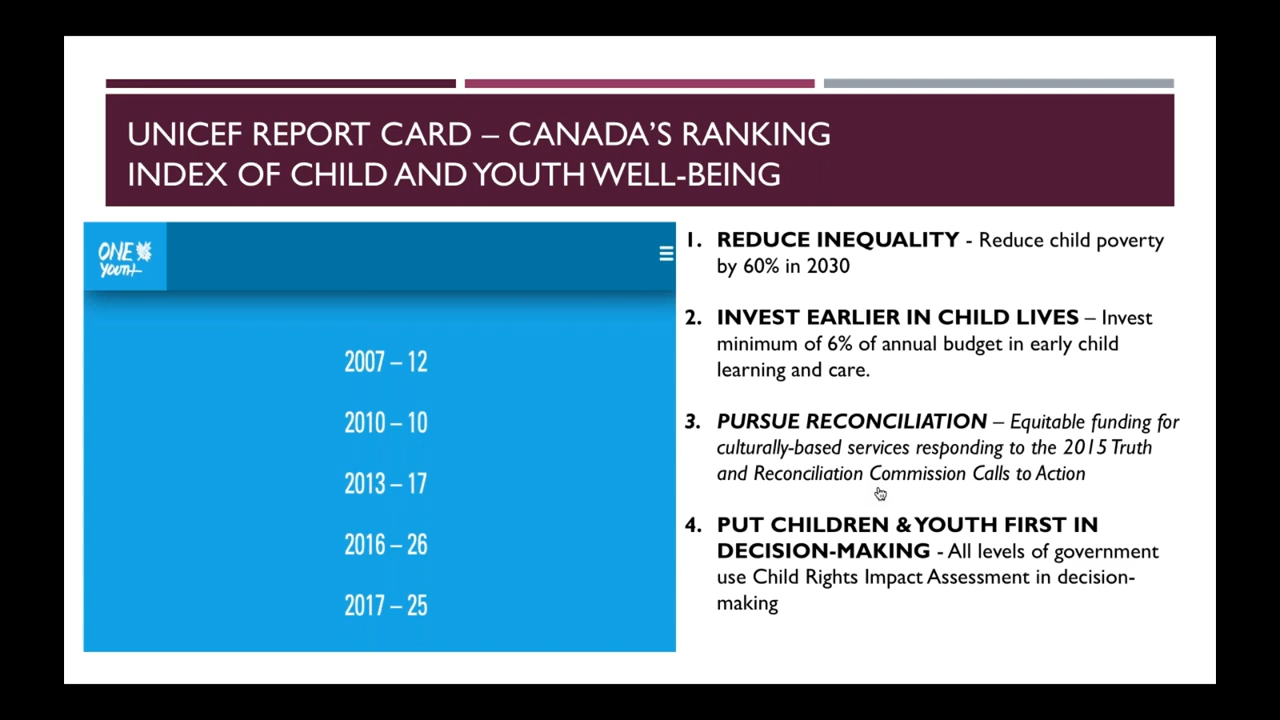 UNICEF REPORT CARD – CANADA'S RANKING
INDEX OF CHILD AND YOUTH WELL-BEING
ONE
YOUTH
2007 – 12
2010 – 10
2013 – 17
2016 – 26
2017 – 25
1. REDUCE INEQUALITY - Reduce child poverty
by 60% in 2030
2. INVEST EARLIER IN CHILD LIVES – Invest
minimum of 6% of annual budget in early child
learning and care.
3. PURSUE RECONCILIATION – Equitable funding for
culturally-based services responding to the 2015 Truth
and Reconciliation Commission Calls to Action
4. PUT CHILDREN & YOUTH FIRST IN
DECISION-MAKING - All levels of government
use Child Rights Impact Assessment in decision-
making